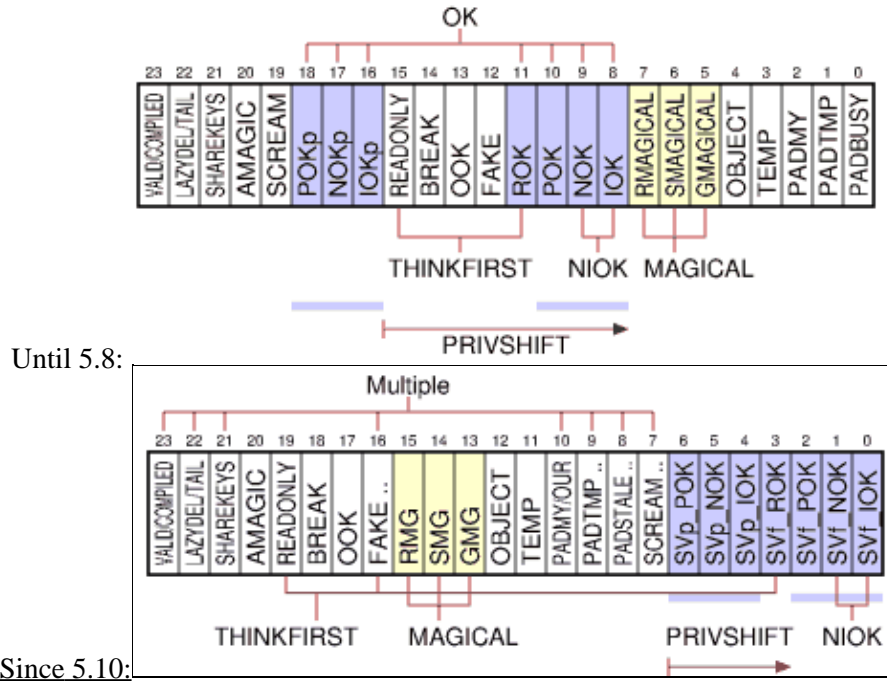 OK
23 22 21 20 19 18 17 16 15 14 13 12 11 10 9 8 7 6 5 4 3 2 1 0
VALID/COMPILED LAZYDEL/TAIL SHAREKEYS AMAGIC SCREAM POKp NOKp IOKp READONLY BREAK OOK FAKE ROK POK NOK IOK RMAGICAL SMAGICAL GMAGICAL OBJECT TEMP PADMY PADTMP PADBUSY
THINKFIRST NIOK MAGICAL
PRIVSHIFT
Until 5.8:
Multiple
23 22 21 20 19 18 17 16 15 14 13 12 11 10 9 8 7 6 5 4 3 2 1 0
VALID/COMPILED LAZYDEL/TAIL SHAREKEYS AMAGIC READONLY BREAK OOK FAKE .. RMG SMG GMG OBJECT TEMP PADMY/OUR PADTMP .. PADSTALE .. SCREAM .. SVp_POK SVp_NOK SVp_IOK SVf_ROK SVf_POK SVf_NOK SVf_IOK
THINKFIRST MAGICAL PRIVSHIFT NIOK
Since 5.10: